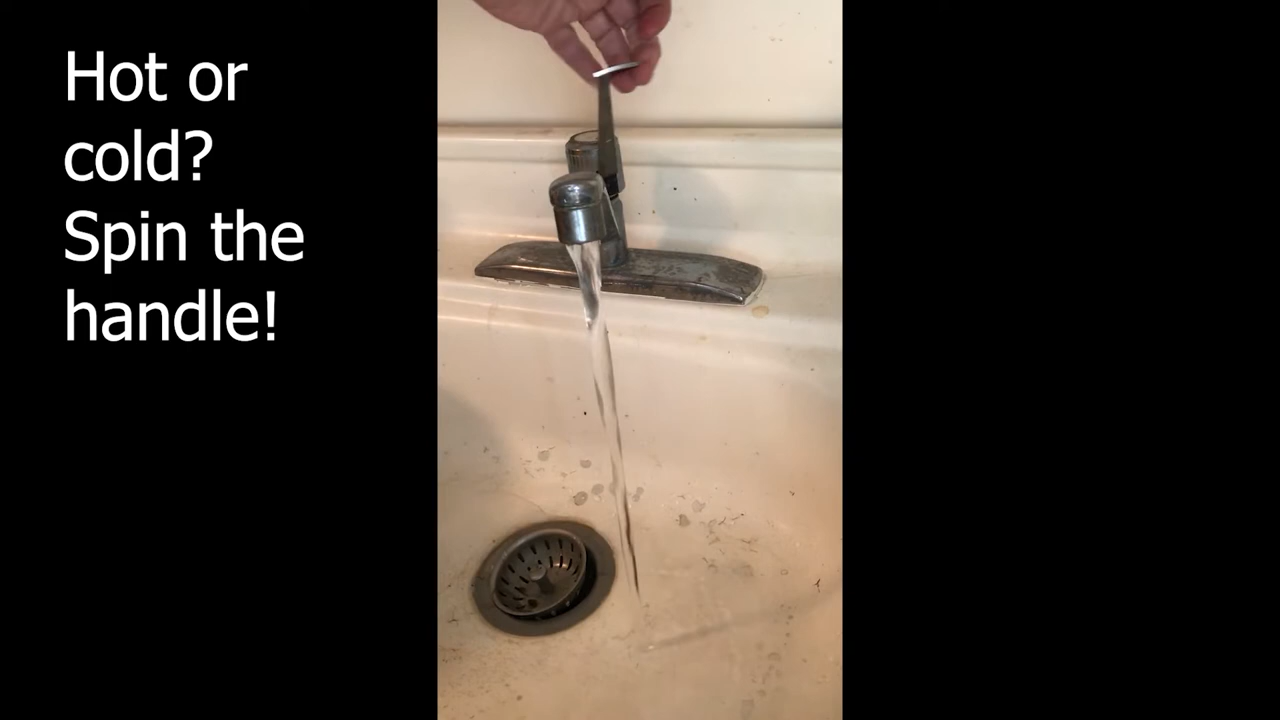 Hot or
cold?
Spin the
handle!